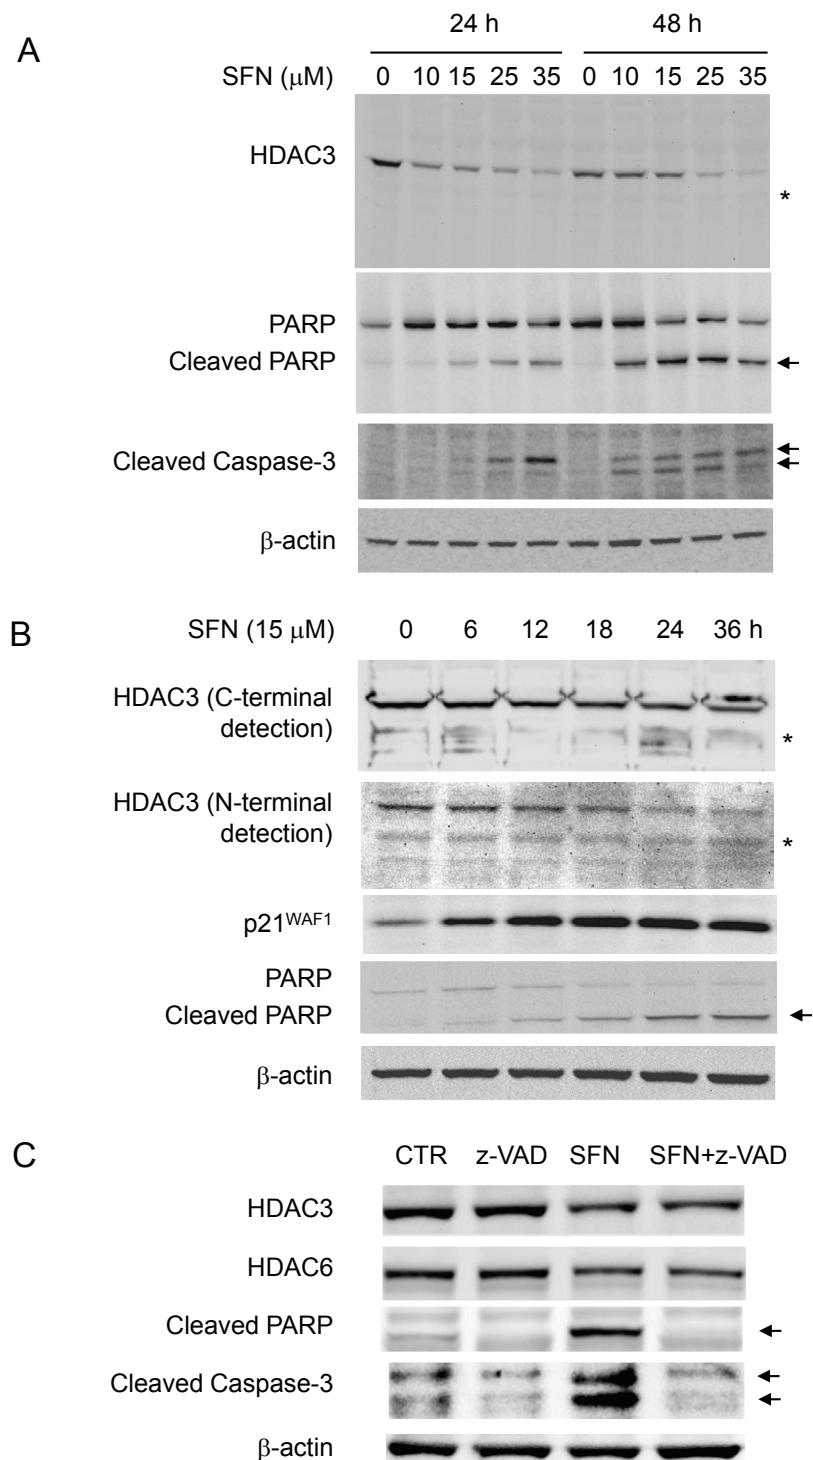 A
24 h 48 h
SFN (μM) 0 10 15 25 35 0 10 15 25 35
HDAC3
*
PARP
Cleaved PARP
Cleaved Caspase-3
β-actin
B
SFN (15 μM) 0 6 12 18 24 36 h
HDAC3 (C-terminal
detection)
*
HDAC3 (N-terminal
detection)
*
p21WAF1
PARP
Cleaved PARP
β-actin
C
CTR z-VAD SFN SFN+z-VAD
HDAC3
HDAC6
Cleaved PARP
Cleaved Caspase-3
β-actin